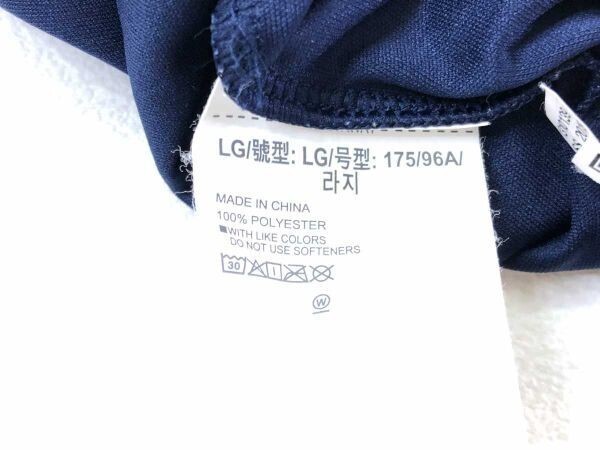 LG/號型: LG/号型: 175/96A/
라지
MADE IN CHINA
100% POLYESTER
WITH LIKE COLORS
DO NOT USE SOFTENERS
30
W